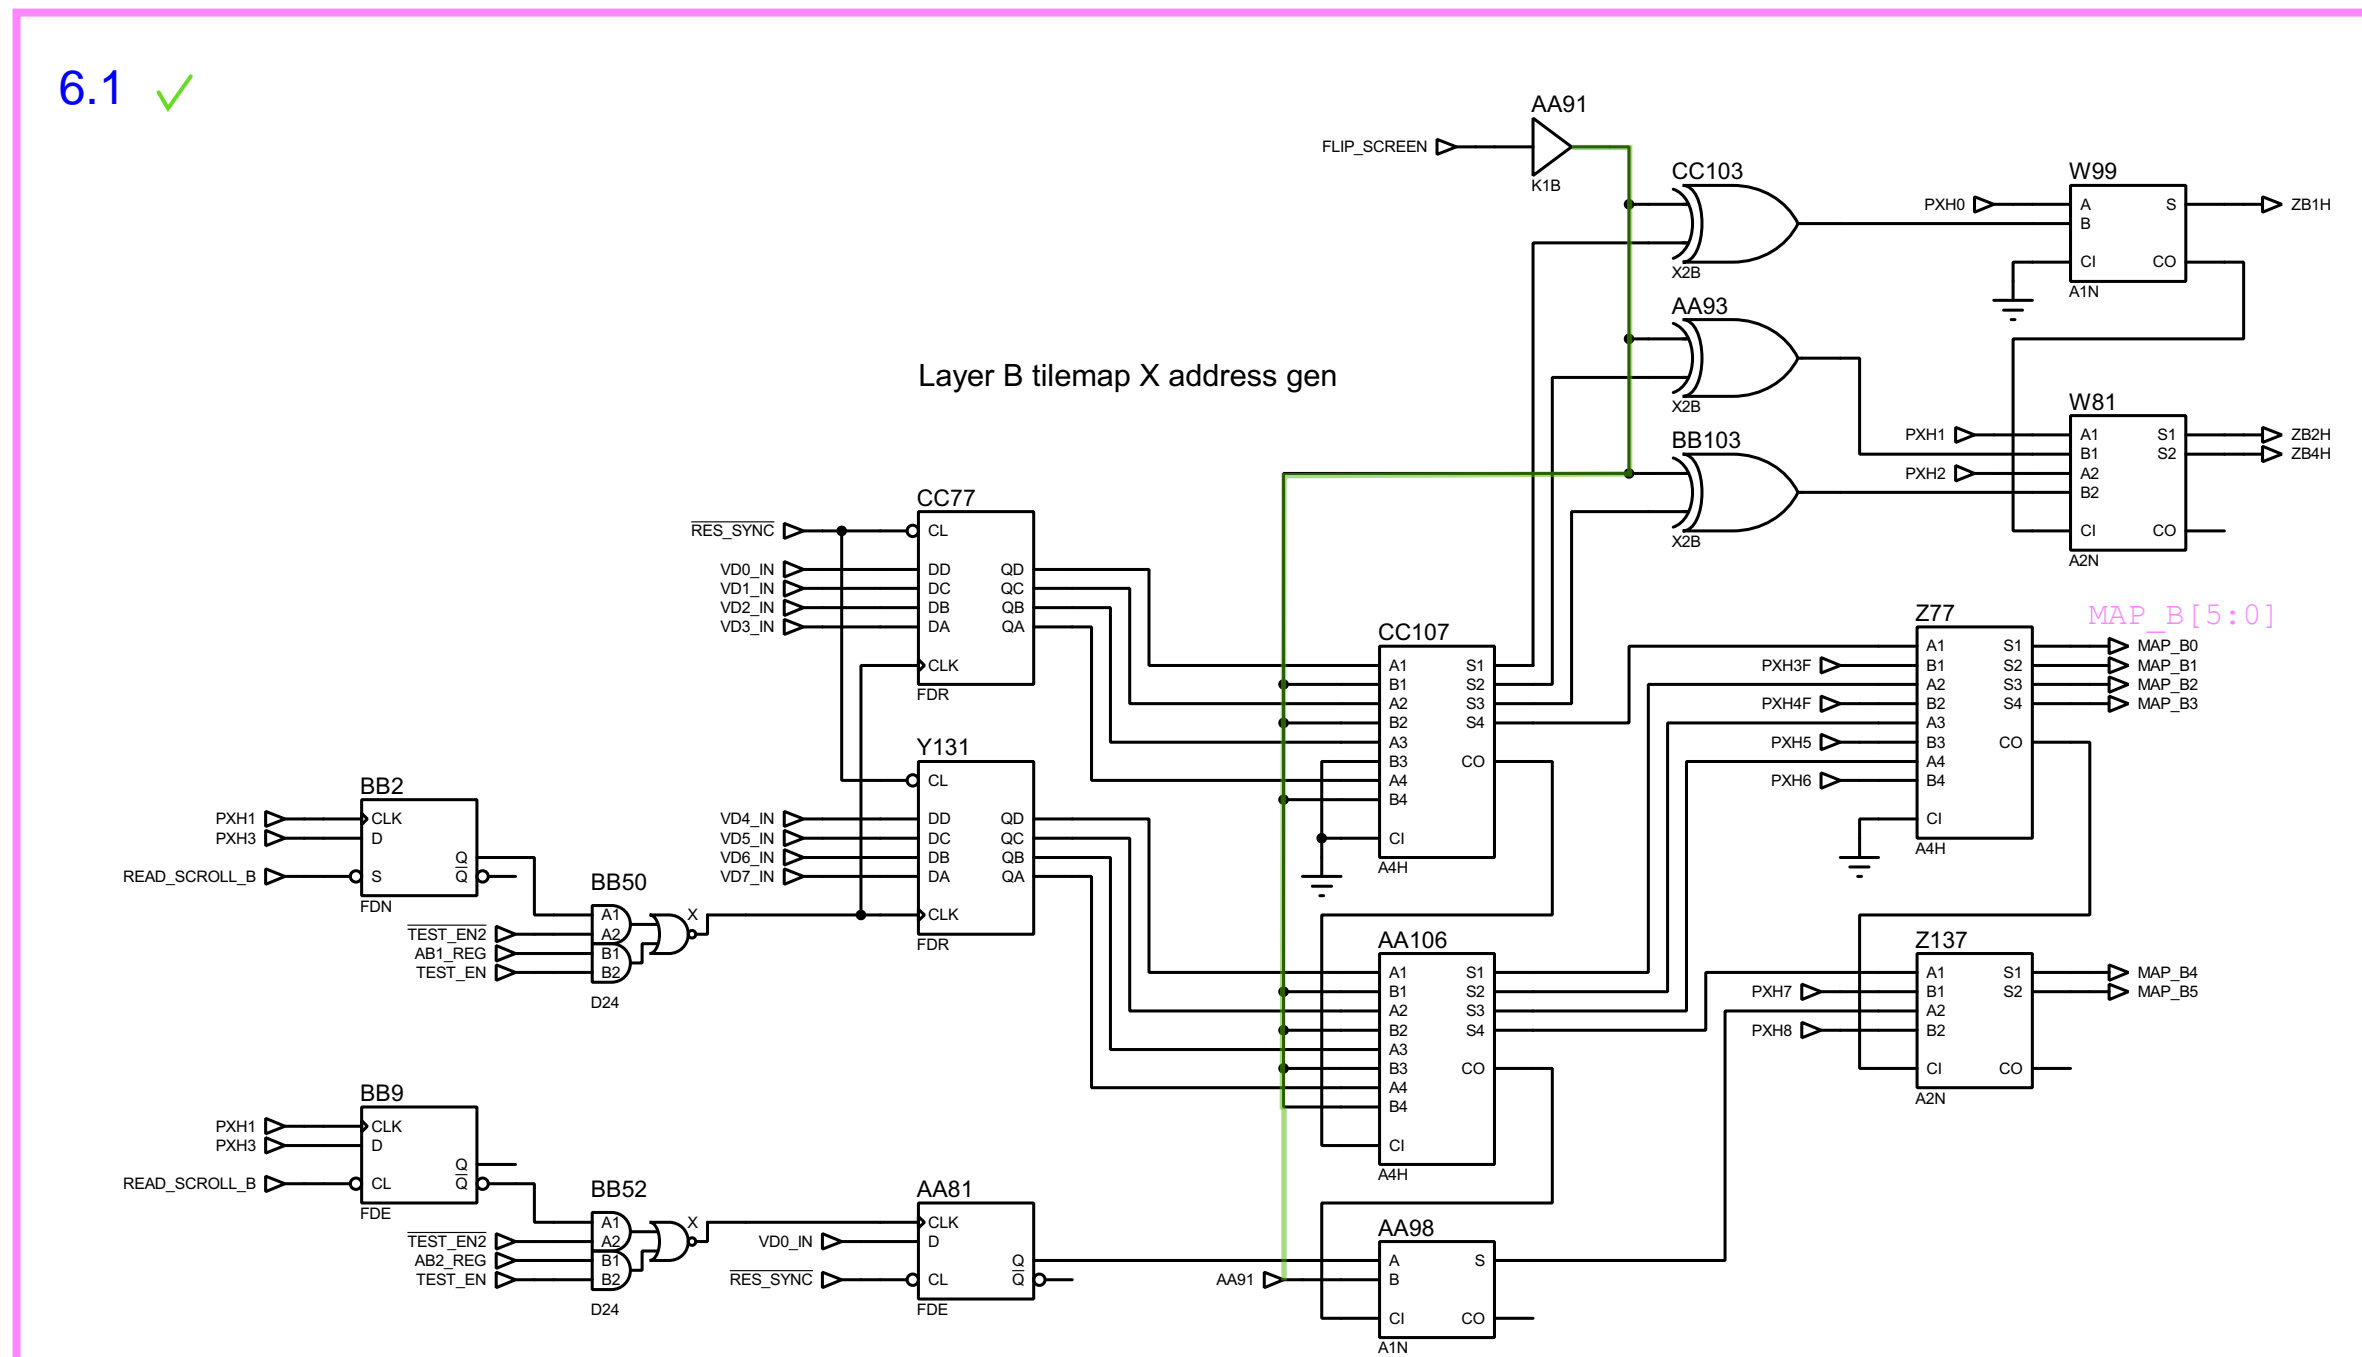 6.1
AA91
FLIP_SCREEN
K1B
CC103
X2B
W99
PXH0
A S
B
CI CO
A1N
ZB1H
AA93
X2B
Layer B tilemap X address gen
W81
PXH1
PXH2
A1 S1
B1 S2
A2
B2
CI CO
A2N
ZB2H
ZB4H
BB103
X2B
CC77
RES_SYNC
VD0_IN
VD1_IN
VD2_IN
VD3_IN
CL
DD QD
DC QC
DB QB
DA QA
CLK
FDR
MAP_B[5:0]
CC107
A1 S1
B1 S2
A2 S3
B2 S4
A3
B3 CO
A4
B4
CI
A4H
Z77
PXH3F
PXH4F
PXH5
PXH6
A1 S1
B1 S2
A2 S3
B2 S4
A3
B3 CO
A4
B4
CI
A4H
MAP_B0
MAP_B1
MAP_B2
MAP_B3
Y131
VD4_IN
VD5_IN
VD6_IN
VD7_IN
CL
DD QD
DC QC
DB QB
DA QA
CLK
FDR
BB2
PXH1
PXH3
READ_SCROLL_B
CLK
D
Q
S Q
FDN
BB50
TEST_EN2
AB1_REG
TEST_EN
A1
A2
B1
B2
X
D24
AA106
A1 S1
B1 S2
A2 S3
B2 S4
A3
B3 CO
A4
B4
CI
A4H
Z137
PXH7
PXH8
A1 S1
B1 S2
A2
B2
CI CO
A2N
MAP_B4
MAP_B5
BB9
PXH1
PXH3
READ_SCROLL_B
CLK
D
Q
CL Q
FDE
BB52
TEST_EN2
AB2_REG
TEST_EN
A1
A2
B1
B2
X
D24
AA81
VD0_IN
RES_SYNC
CLK
D
Q
CL Q
FDE
AA98
AA91
A S
B
CI CO
A1N